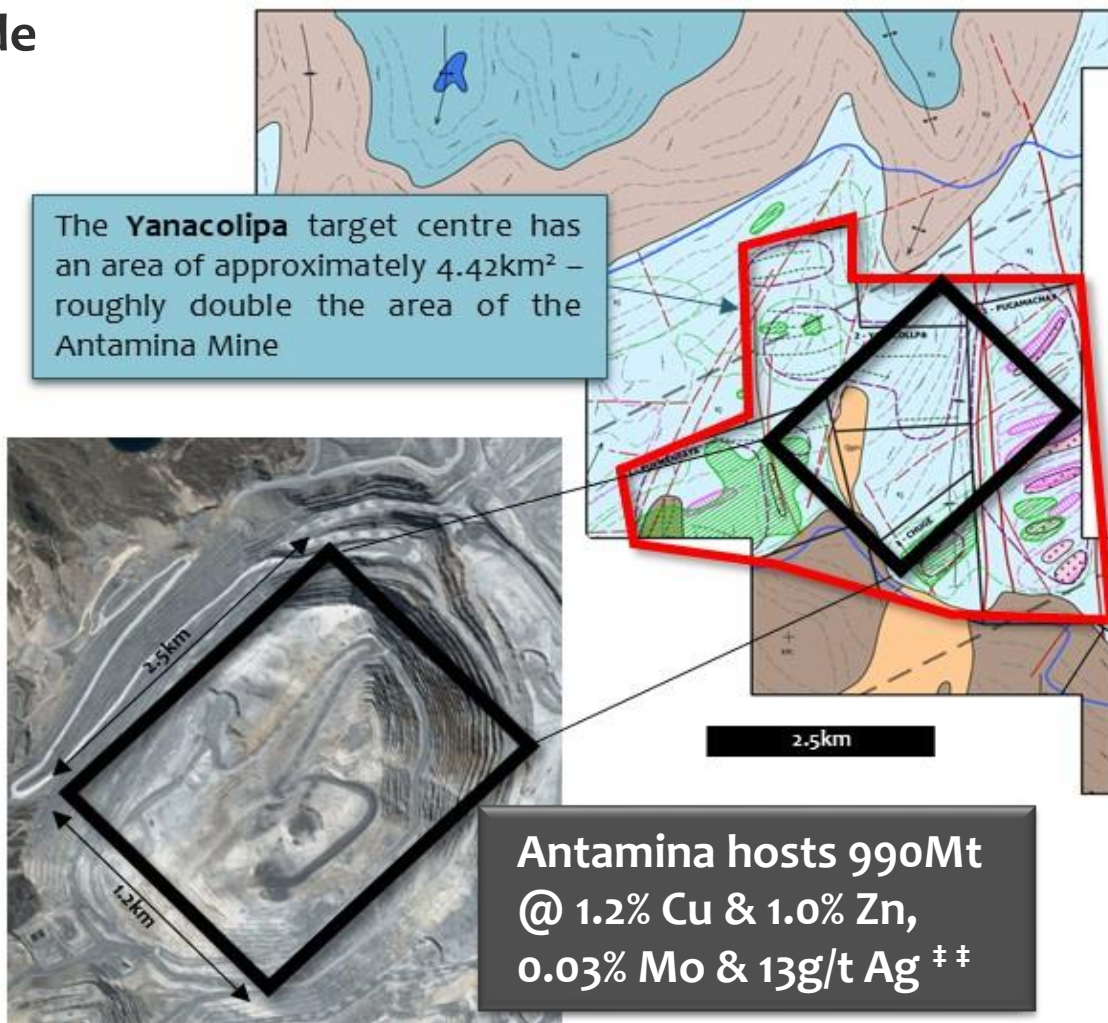 The Yanacolipa target centre has
an area of approximately 4.42km² –
roughly double the area of the
Antamina Mine
CHUGE
2.5km
2.5km
1.2km
Antamina hosts 990Mt
@ 1.2% Cu & 1.0% Zn,
0.03% Mo & 13g/t Ag ‡‡